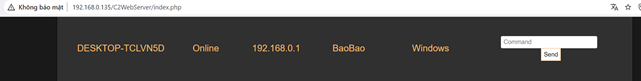 Không bảo mật 192.168.0.135/C2WebServer/index.php
DESKTOP-TCLVN5D Online 192.168.0.1 BaoBao Windows Command
Send